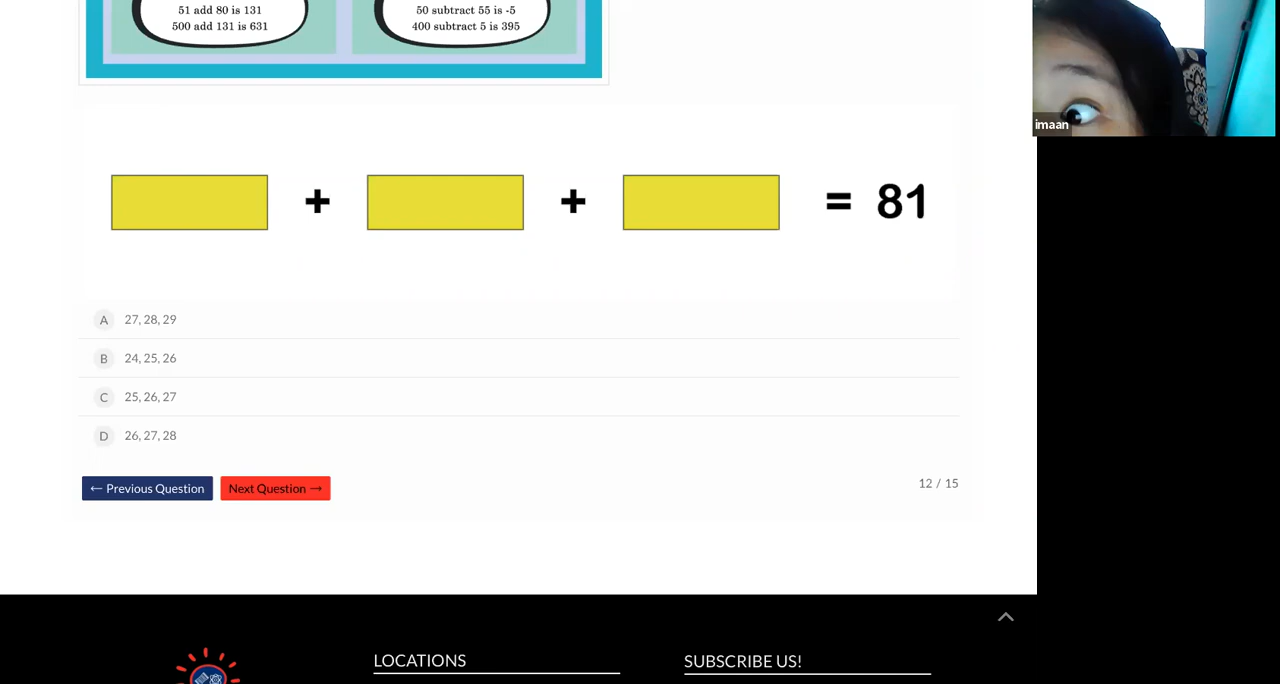 51 add 80 is 131
500 add 131 is 631
50 subtract 55 is -5
400 subtract 5 is 395
imaan
+ + = 81
A 27, 28, 29
B 24, 25, 26
C 25, 26, 27
D 26, 27, 28
← Previous Question
Next Question →
12 / 15
LOCATIONS
SUBSCRIBE US!